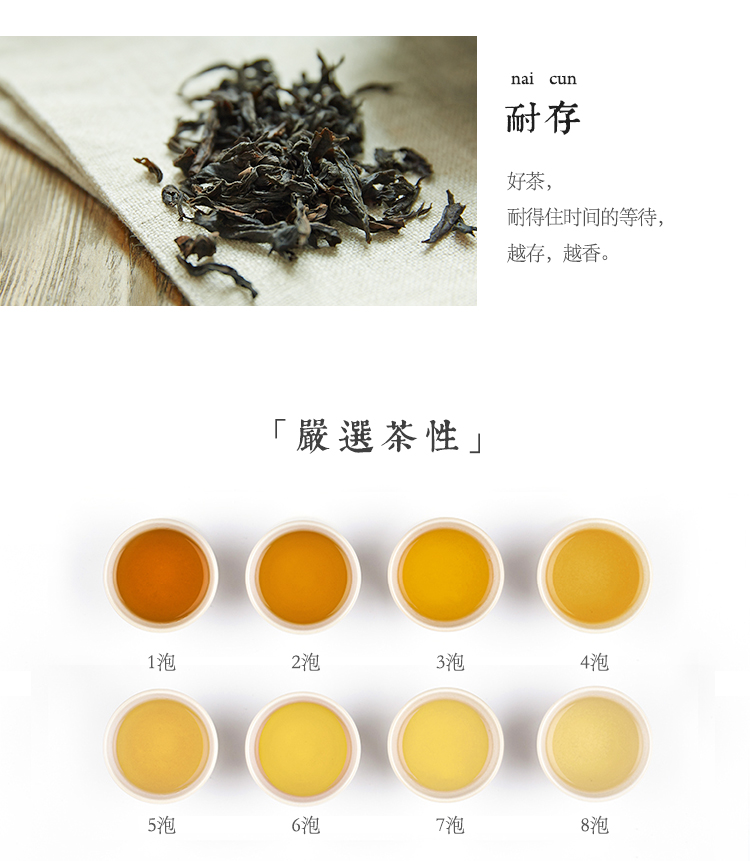 nai cun
耐存
好茶,
耐得住时间的等待,
越存，越香。
「嚴選茶性」
1泡 2泡 3泡 4泡
5泡 6泡 7泡 8泡